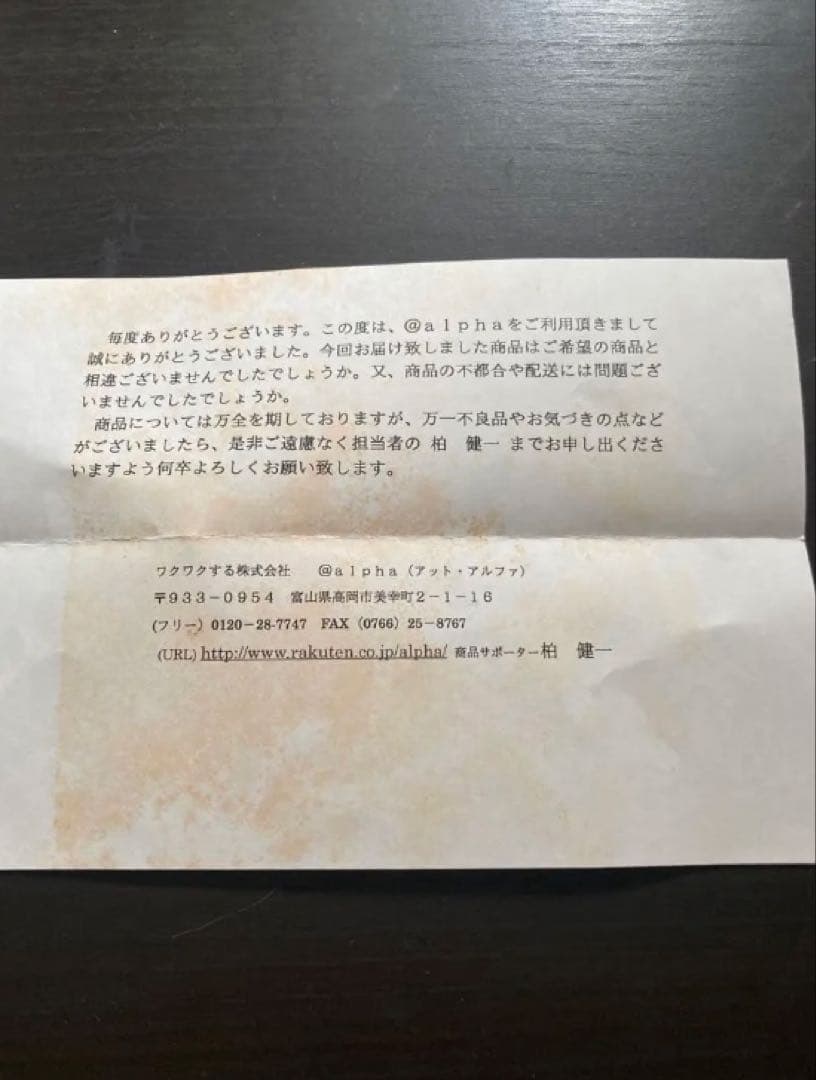 毎度ありがとうございます。この度は、@ａｌｐｈａをご利用頂きまして
誠にありがとうございました。今回お届け致しました商品はご希望の商品と
相違ございませんでしたでしょうか。又、商品の不都合や配送には問題ござ
いませんでしたでしょうか。
商品については万全を期しておりますが、万一不良品やお気づきの点など
がございましたら、是非ご遠慮なく担当者の 柏　健一 までお申し出くださ
いますよう何卒よろしくお願い致します。
ワクワクする株式会社　@ａｌｐｈａ（アット・アルファ）
〒９３３－０９５４　富山県高岡市美幸町２－１－１６
(フリー）0120－28-7747　FAX（0766）25－8767
(URL) http://www.rakuten.co.jp/alpha/ 商品サポーター柏　健一